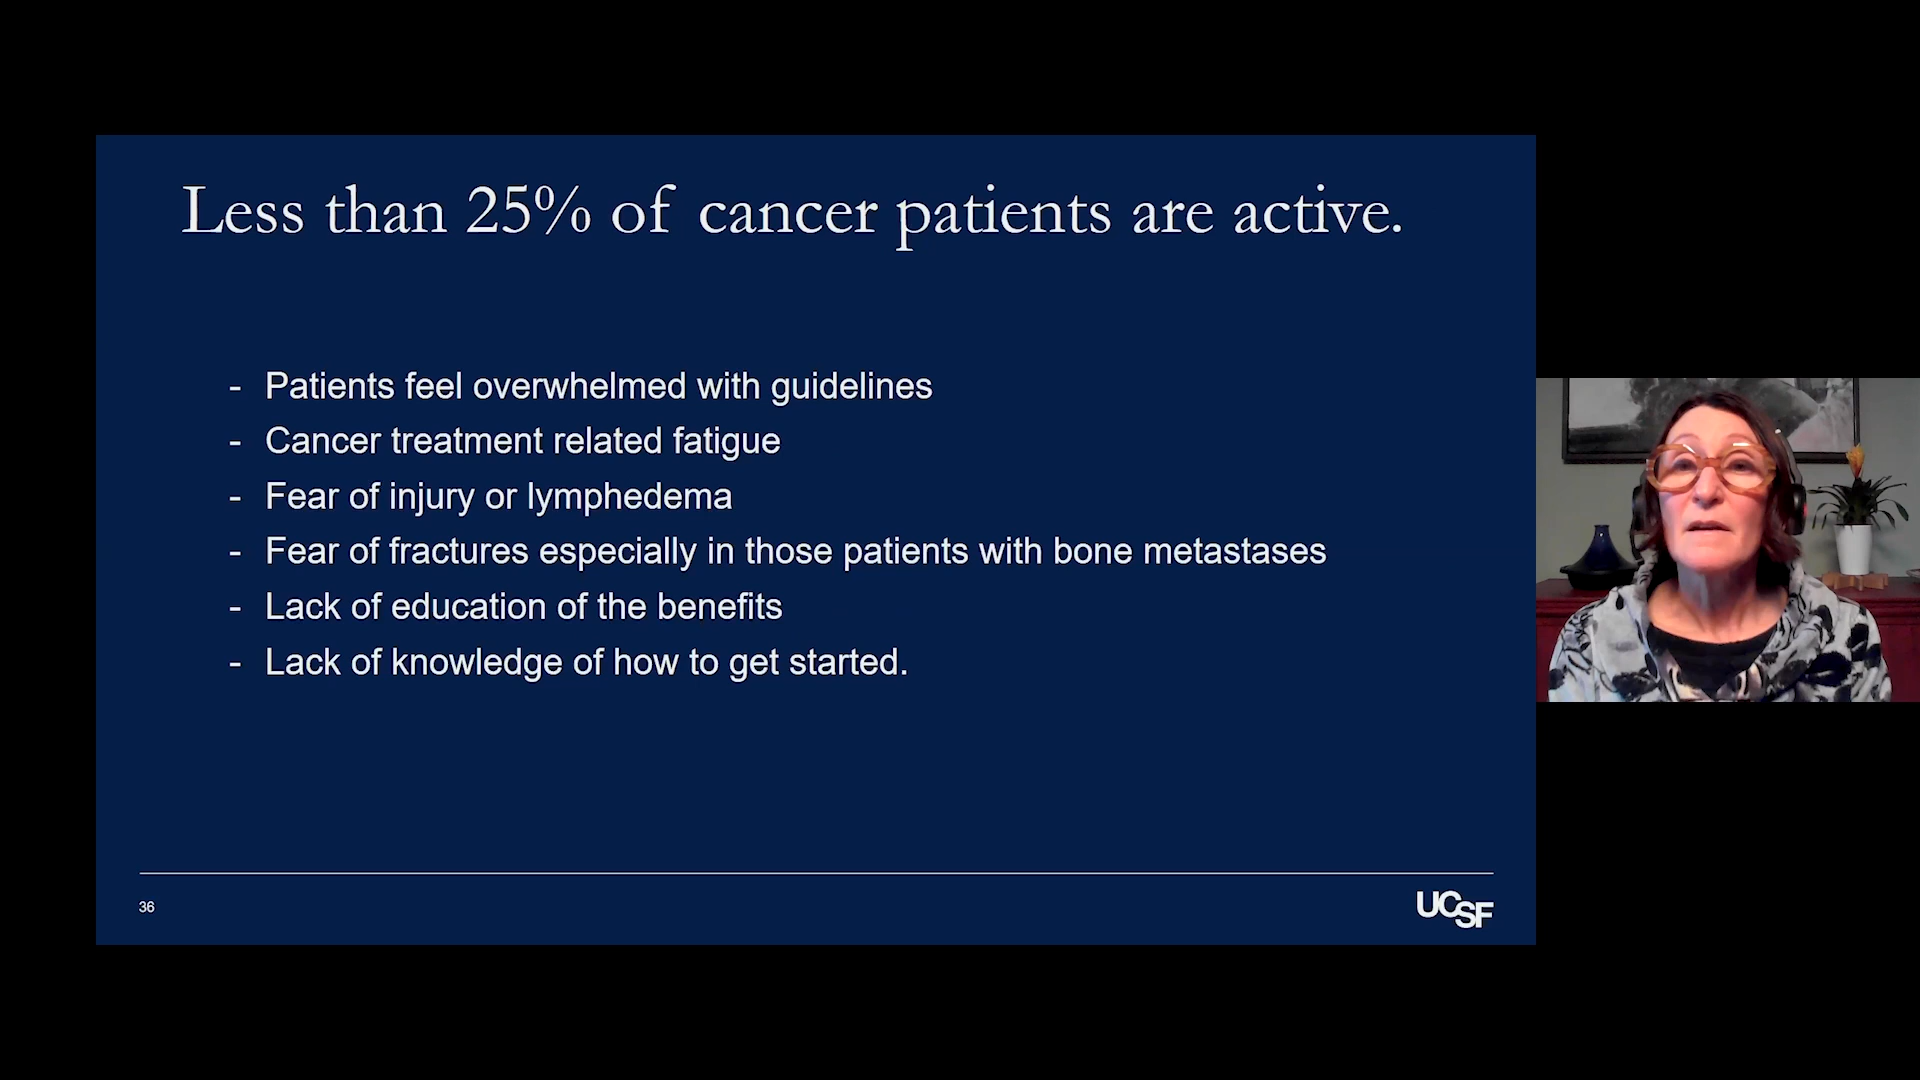 Less than 25% of cancer patients are active.
- Patients feel overwhelmed with guidelines
- Cancer treatment related fatigue
- Fear of injury or lymphedema
- Fear of fractures especially in those patients with bone metastases
- Lack of education of the benefits
- Lack of knowledge of how to get started.
36
UCSF